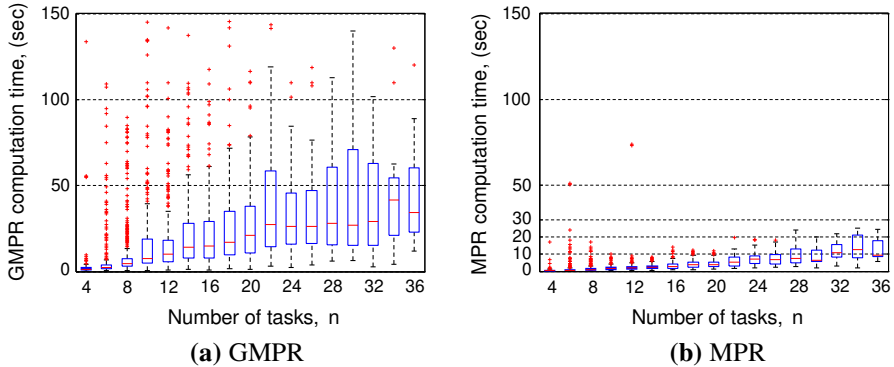 150
100
50
0
GMPR computation time, (sec)
4 8 12 16 20 24 28 32 36
Number of tasks, n
(a) GMPR
150
100
50
30
20
10
0
MPR computation time, (sec)
4 8 12 16 20 24 28 32 36
Number of tasks, n
(b) MPR